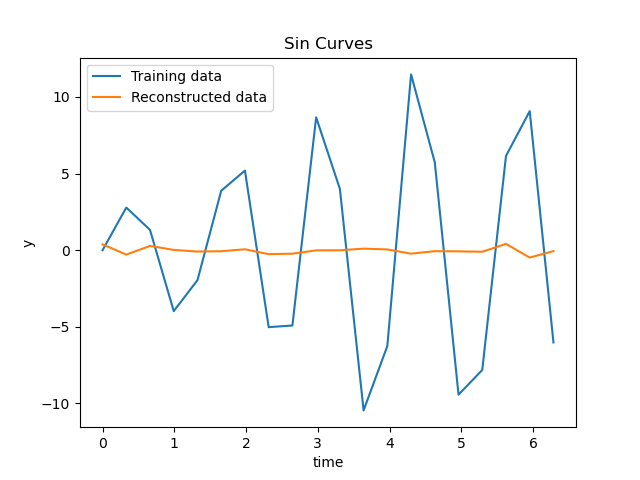 Sin Curves
Training data
Reconstructed data
10
5
0
−5
−10
y
0 1 2 3 4 5 6
time